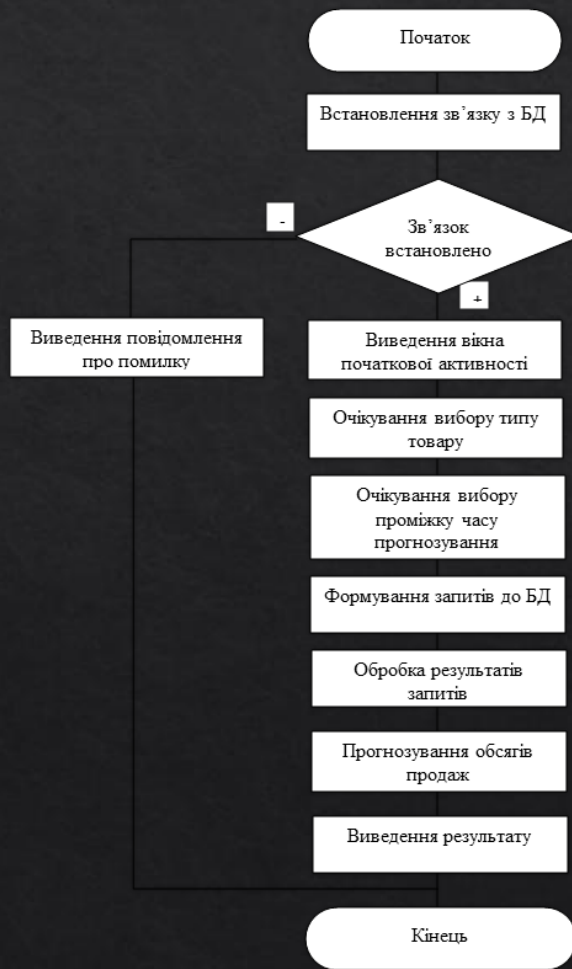 Початок
Встановлення зв’язку з БД
-
Зв’язок
встановлено
+
Виведення повідомлення
про помилку
Виведення вікна
початкової активності
Очікування вибору типу
товару
Очікування вибору
проміжку часу
прогнозування
Формування запитів до БД
Обробка результатів
запитів
Прогнозування обсягів
продаж
Виведення результату
Кінець